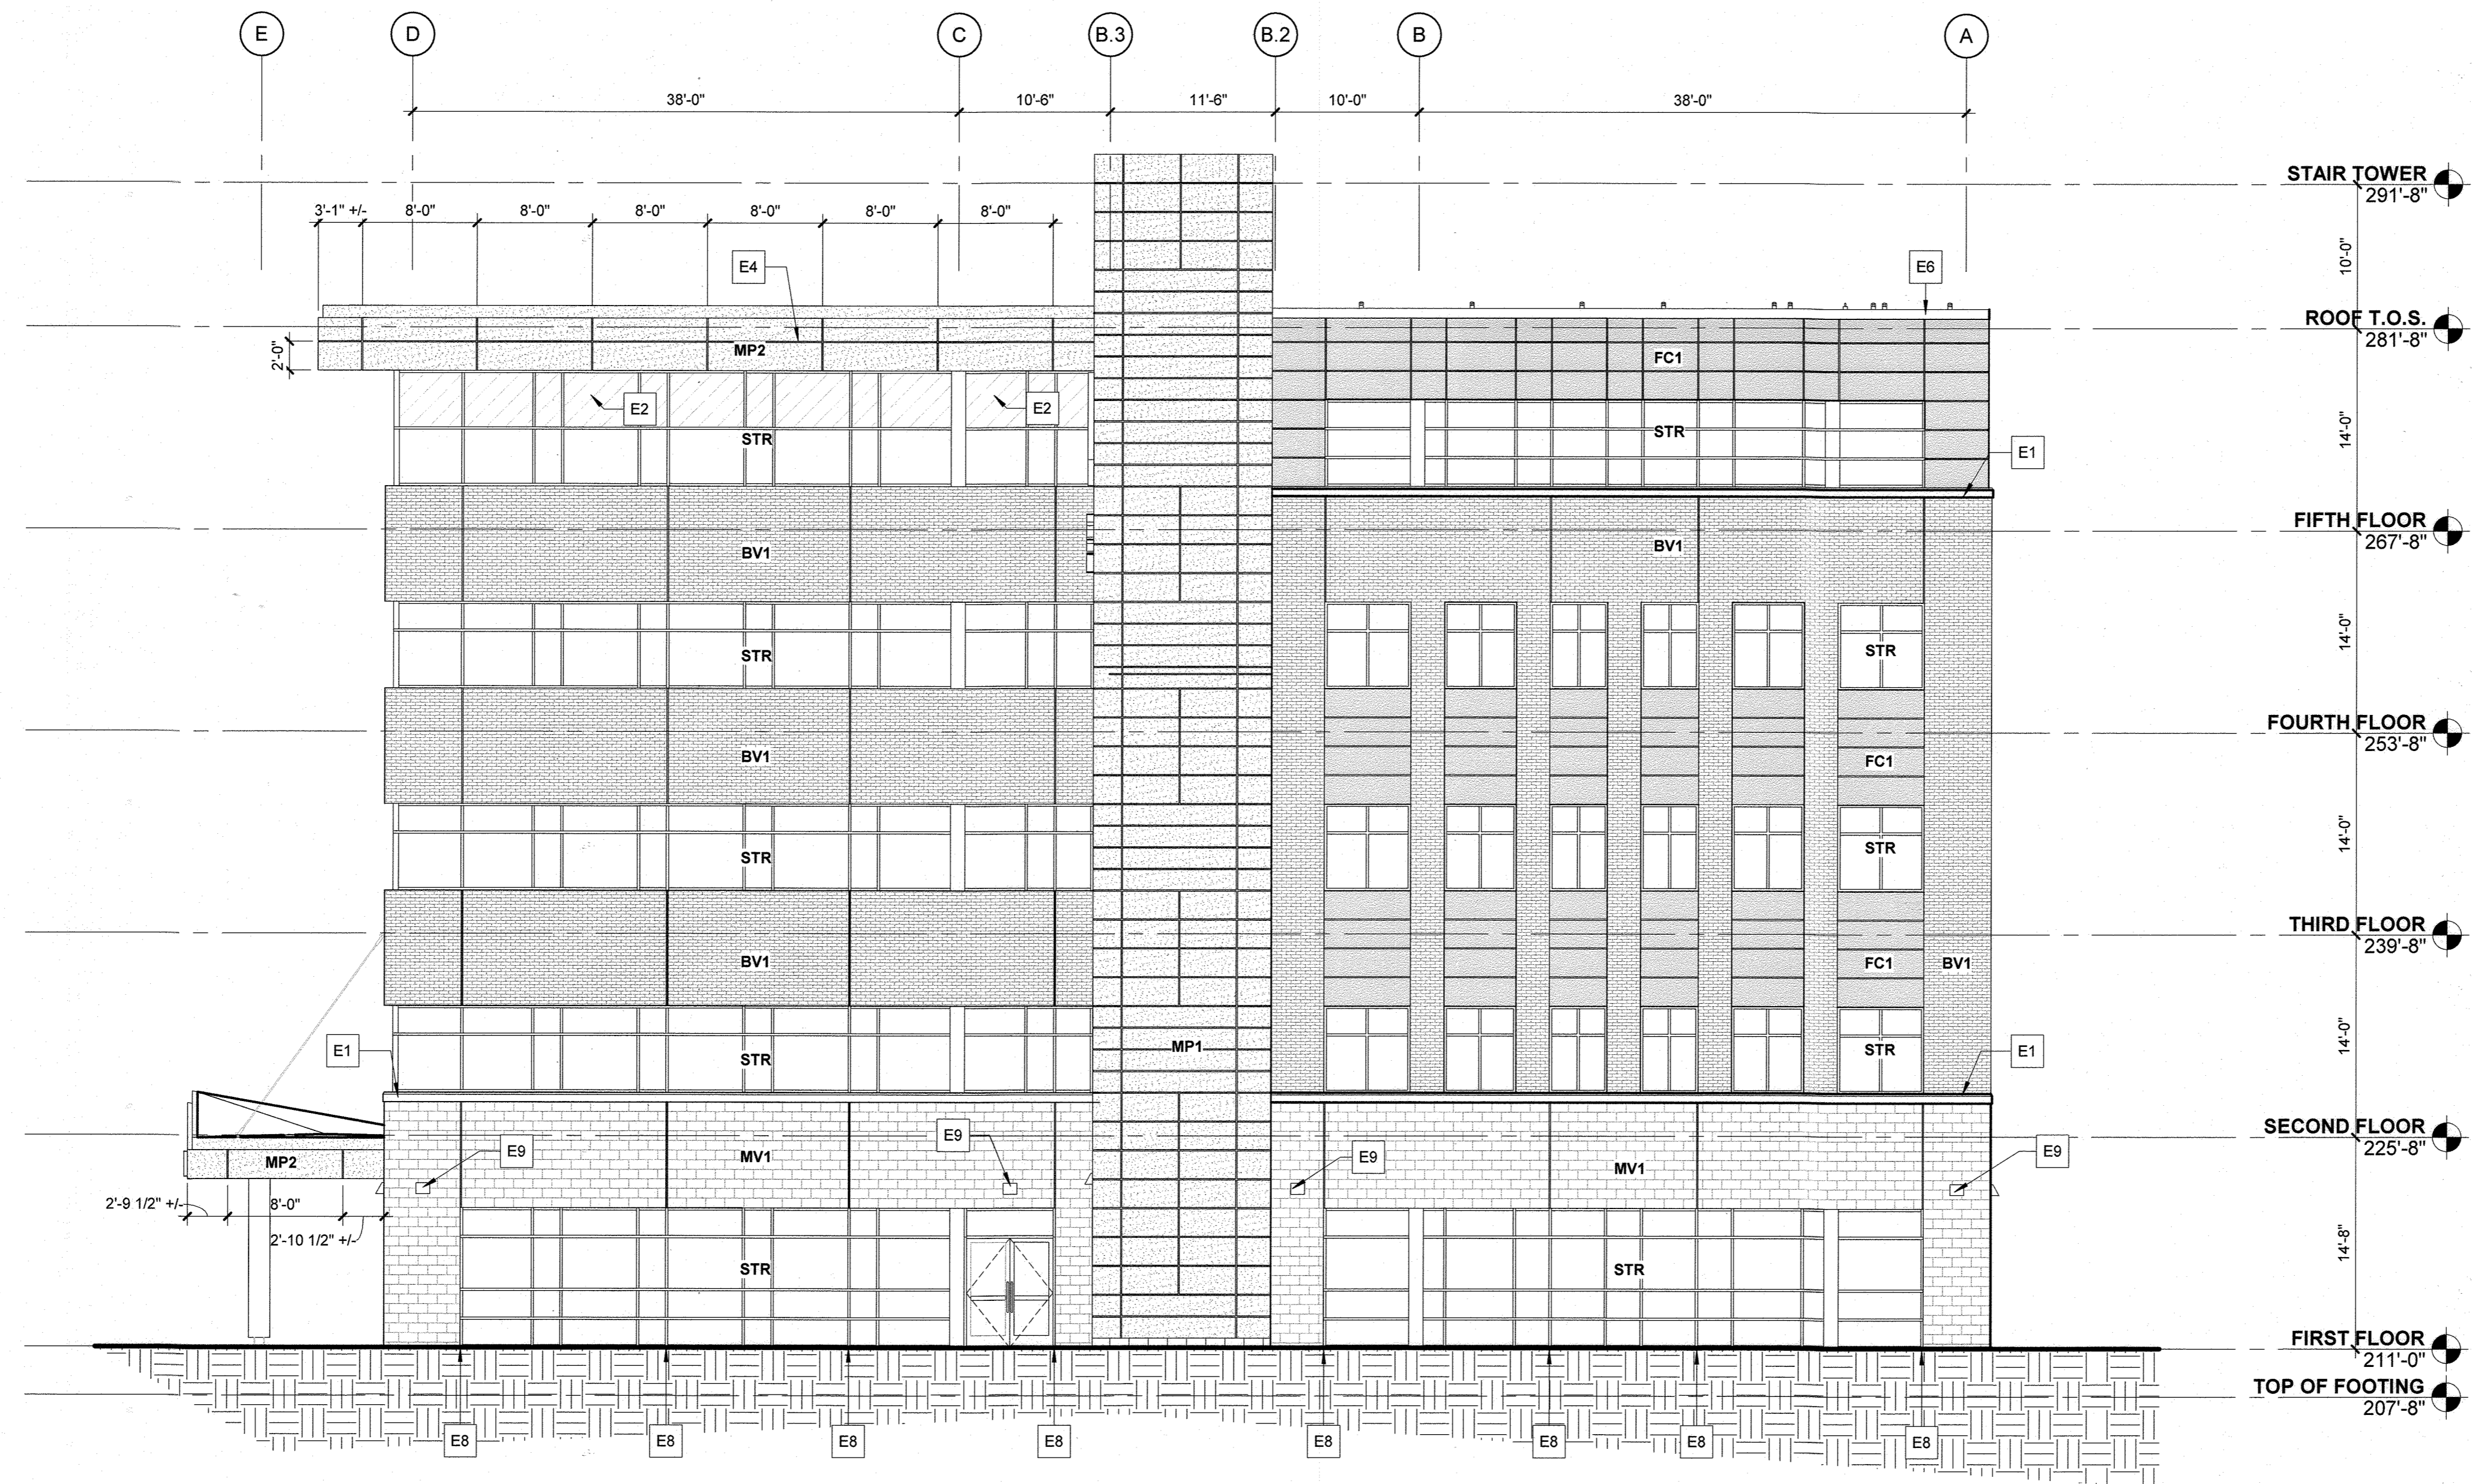 E D C B.3 B.2 B A
38'-0" 10'-6" 11'-6" 10'-0" 38'-0"
STAIR TOWER
291'-8"
3'-1" +/- 8'-0" 8'-0" 8'-0" 8'-0" 8'-0" 8'-0"
10'-0"
E4 E6
ROOF T.O.S.
281'-8"
2'-0"
MP2 FC1
E2 E2
STR STR
14'-0"
E1
FIFTH FLOOR
267'-8"
BV1 BV1
14'-0"
STR STR
FOURTH FLOOR
253'-8"
BV1 FC1
14'-0"
STR STR
THIRD FLOOR
239'-8"
BV1 FC1 BV1
14'-0"
E1 STR MP1 STR E1
SECOND FLOOR
225'-8"
E9 E9 E9 E9
MP2 MV1 MV1
2'-9 1/2" +/- 8'-0"
2'-10 1/2" +/-
14'-8"
STR STR
FIRST FLOOR
211'-0"
TOP OF FOOTING
207'-8"
E8 E8 E8 E8 E8 E8 E8 E8